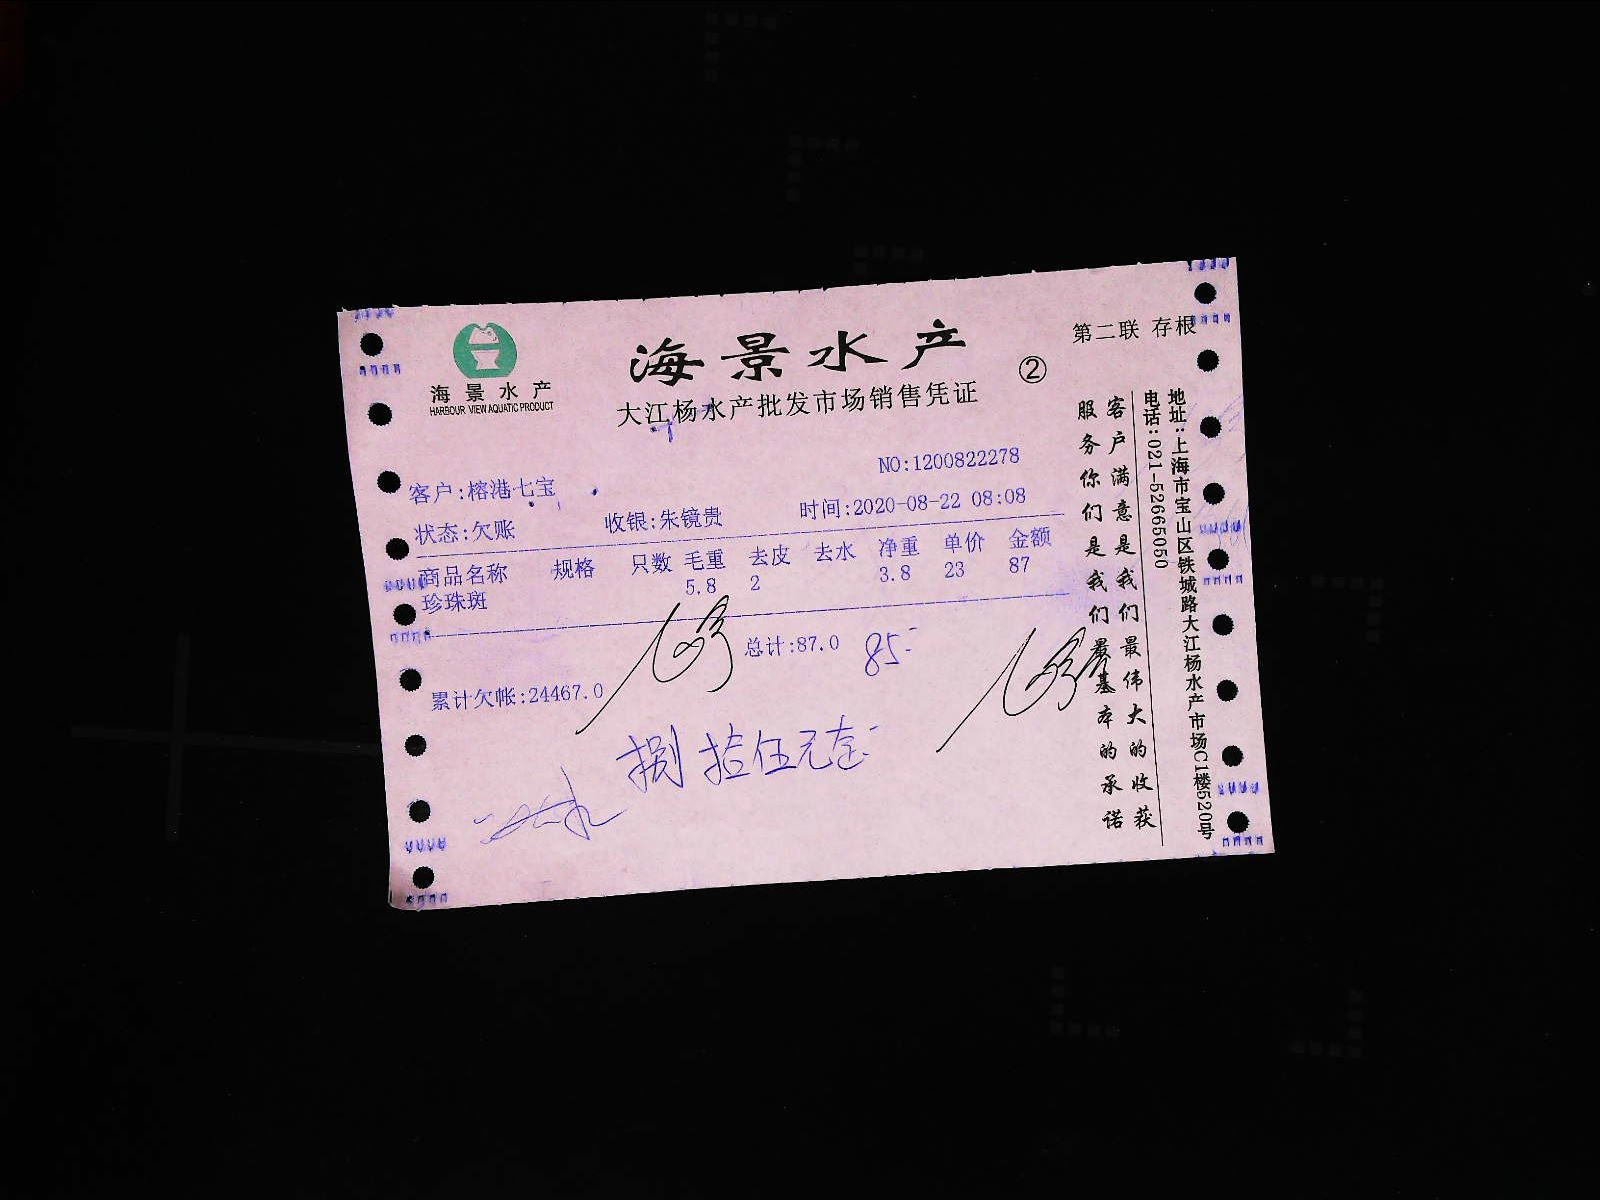 海景水产
HARBOUR VIEW AQUATIC PRODUCT
海景水产
大江杨水产批发市场销售凭证
②
第二联 存根
NO:1200822278
客户:榕港七宝
状态:欠账 收银:朱镜贵 时间:2020-08-22 08:08
商品名称 规格 只数 毛重 去皮 去水 净重 单价 金额
珍珠斑 5.8 2 3.8 23 87
总计:87.0 85-
累计欠帐:24467.0
捌拾伍元
客户满意是我们最伟大的收获
服务你们是我们最基本的承诺
地址:上海市宝山区铁城路大江杨水产市场C1楼520号
电话:021-52665050